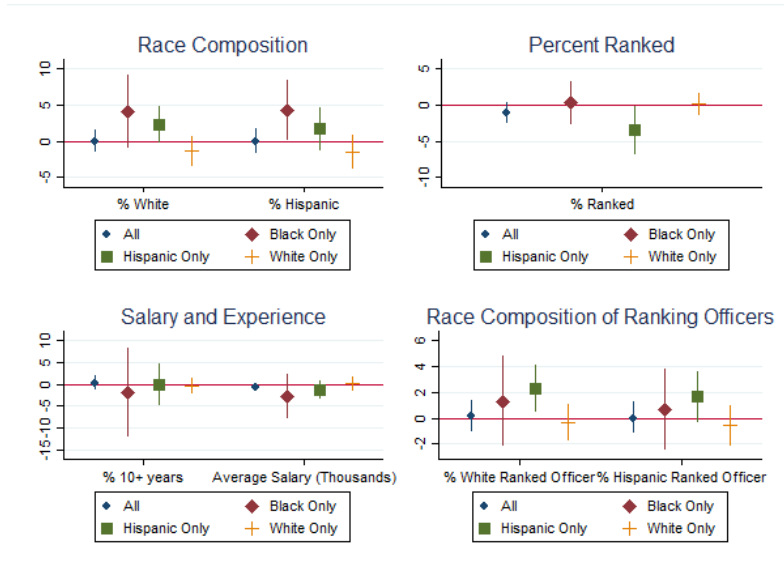 Race Composition
10
5
0
-5
% White % Hispanic
All Black Only
Hispanic Only White Only
Percent Ranked
5
0
-5
-10
% Ranked
All Black Only
Hispanic Only White Only
Salary and Experience
10
5
0
-5
-10
-15
% 10+ years Average Salary (Thousands)
All Black Only
Hispanic Only White Only
Race Composition of Ranking Officers
6
4
2
0
-2
% White Ranked Officer % Hispanic Ranked Officer
All Black Only
Hispanic Only White Only